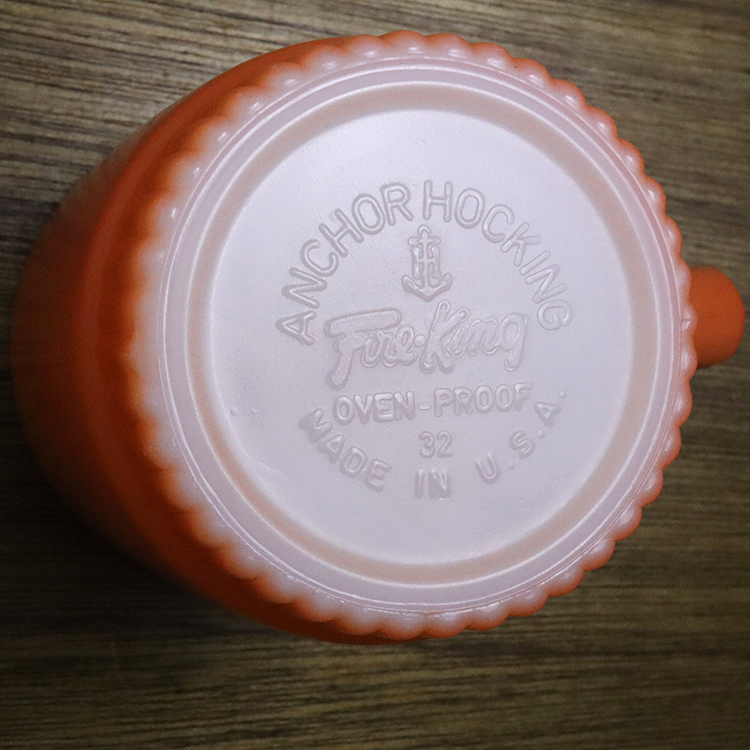 ANCHOR HOCKING
Fire-King
OVEN-PROOF
32
MADE IN U.S.A.